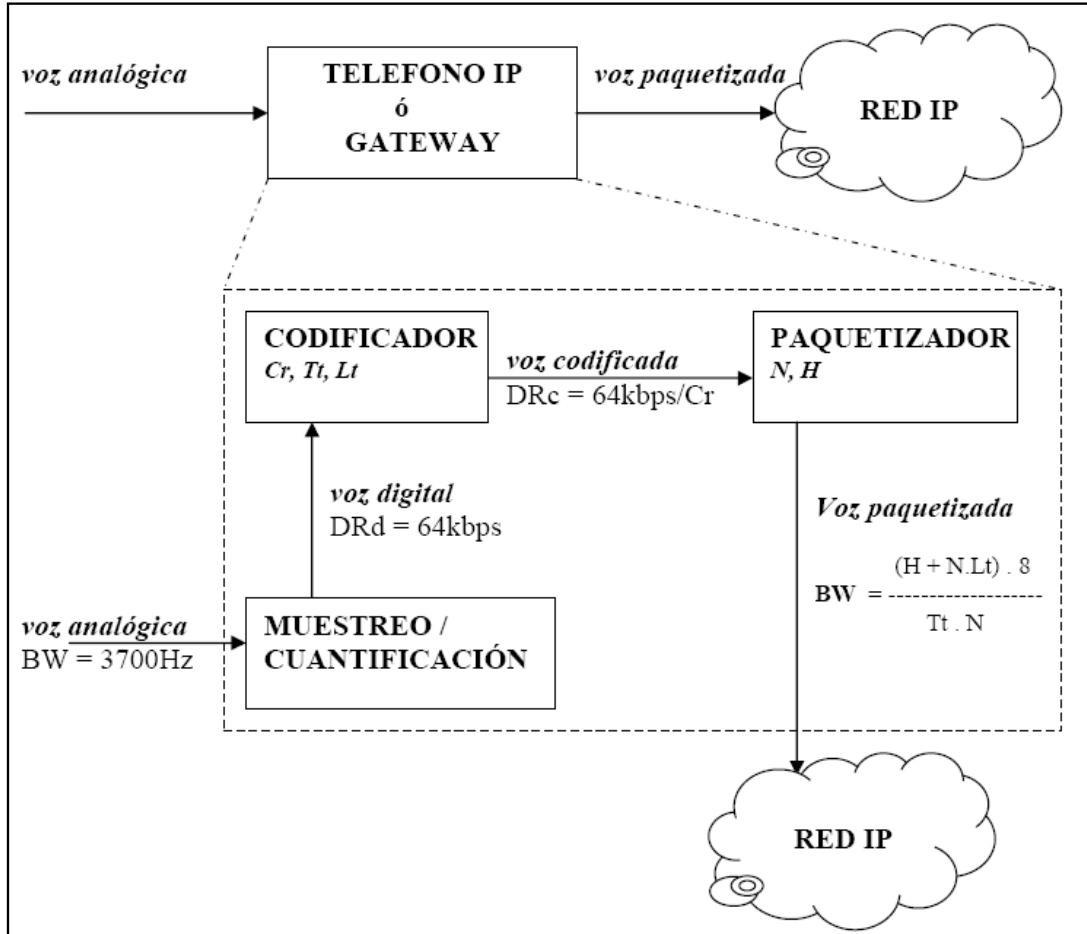 voz analógica
TELEFONO IP
ó
GATEWAY
voz paquetizada
RED IP
CODIFICADOR
Cr, Tt, Lt
voz codificada
DRc = 64kbps/Cr
PAQUETIZADOR
N, H
voz digital
DRd = 64kbps
Voz paquetizada
(H + N.Lt) . 8
BW = ---------------------
Tt . N
voz analógica
BW = 3700Hz
MUESTREO /
CUANTIFICACIÓN
RED IP